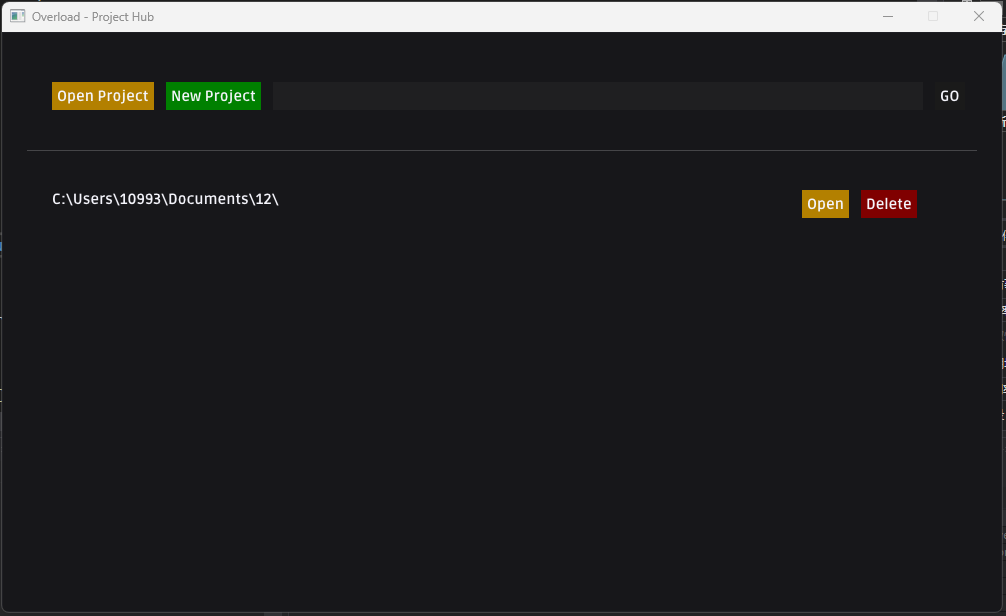 Overload - Project Hub
Open Project New Project GO
C:\Users\10993\Documents\12\ Open Delete